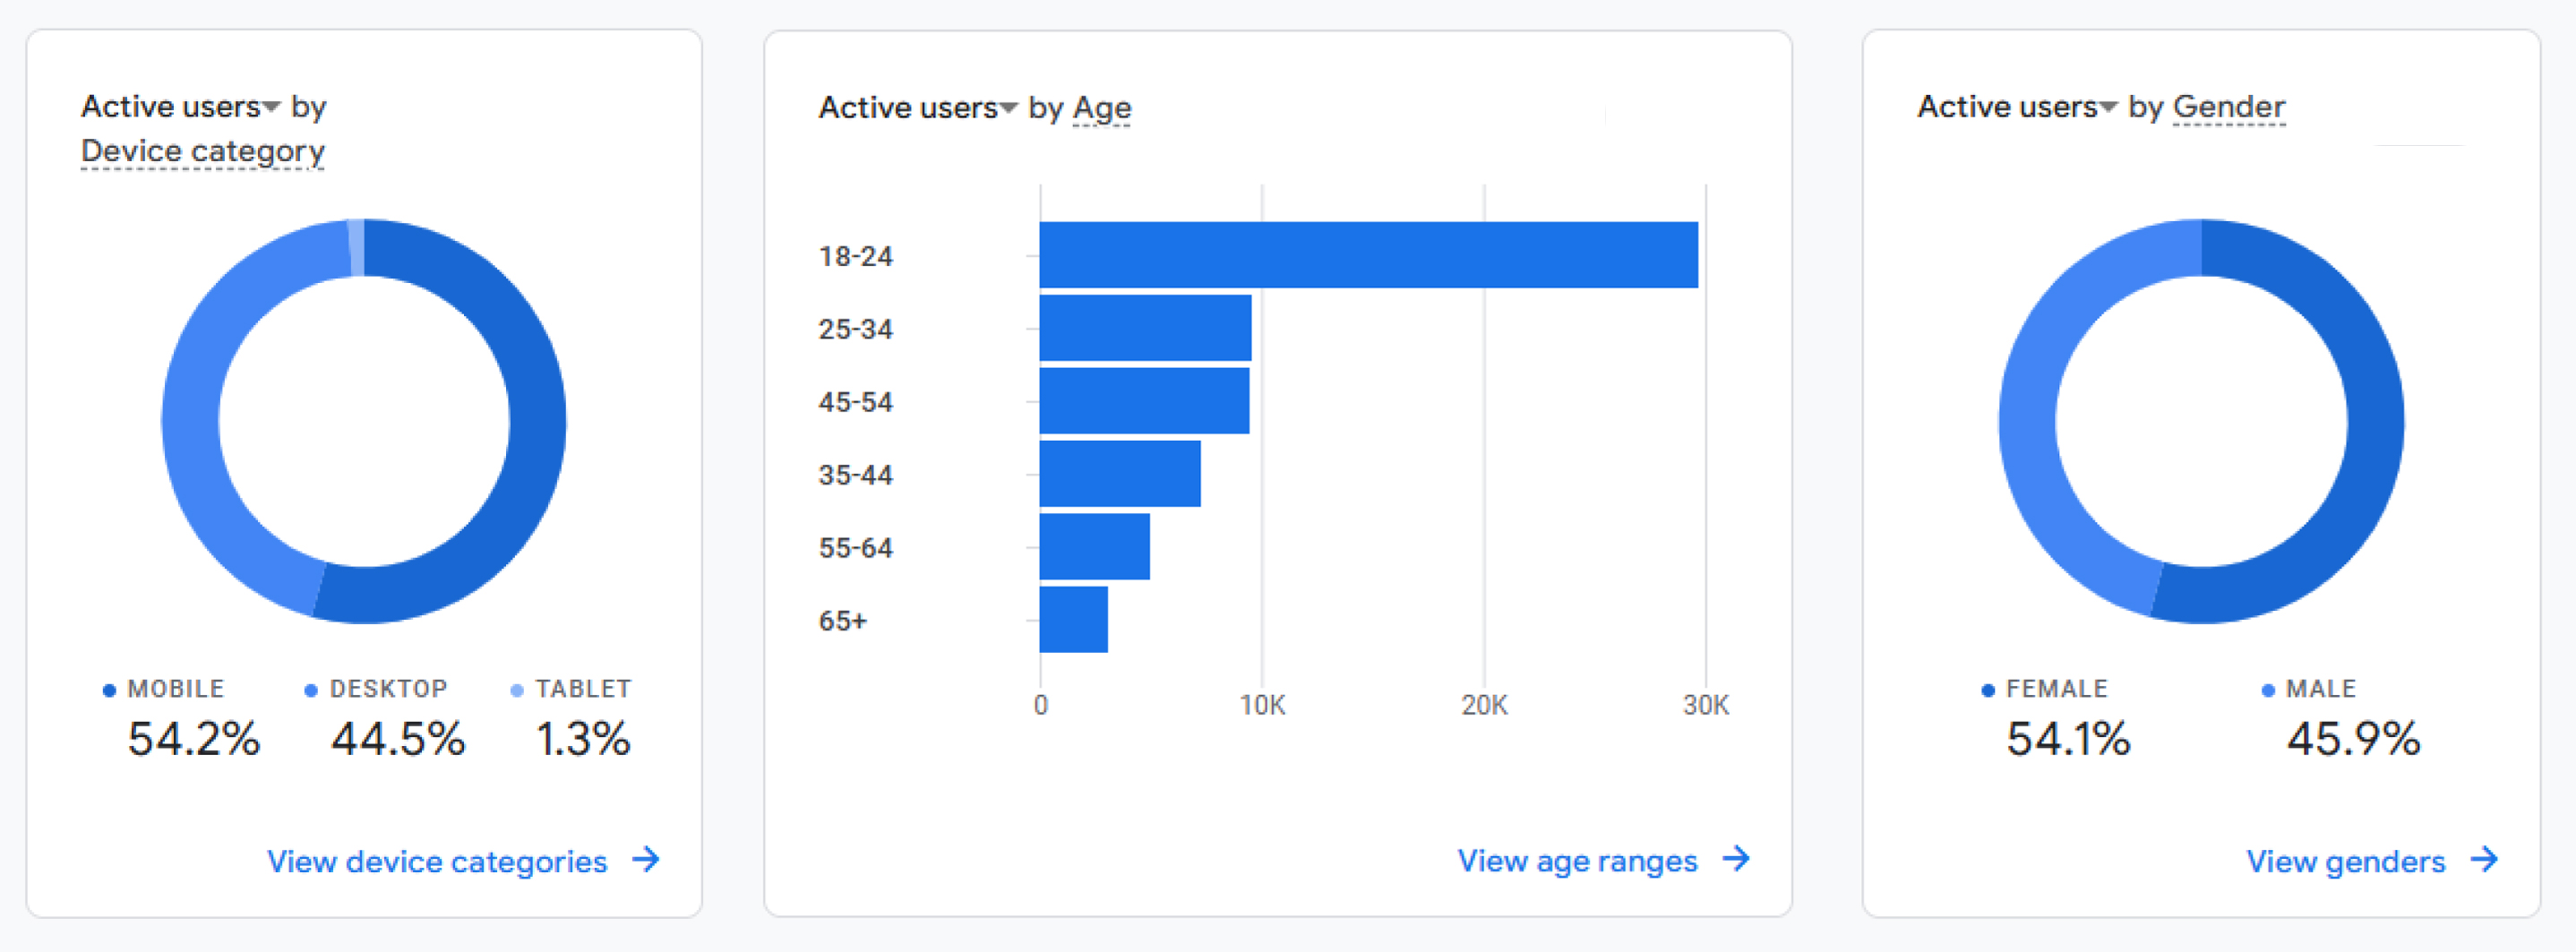 Active users by
Device category
MOBILE DESKTOP TABLET
54.2% 44.5% 1.3%
View device categories
Active users by Age
18-24
25-34
45-54
35-44
55-64
65+
0 10K 20K 30K
View age ranges
Active users by Gender
FEMALE MALE
54.1% 45.9%
View genders